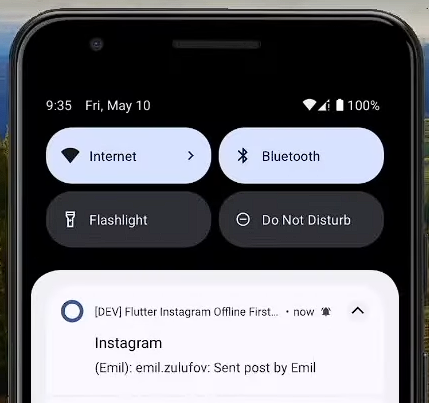 9:35 Fri, May 10 100%
Internet Bluetooth
Flashlight Do Not Disturb
[DEV] Flutter Instagram Offline First... • now
Instagram
(Emil): emil.zulufov: Sent post by Emil